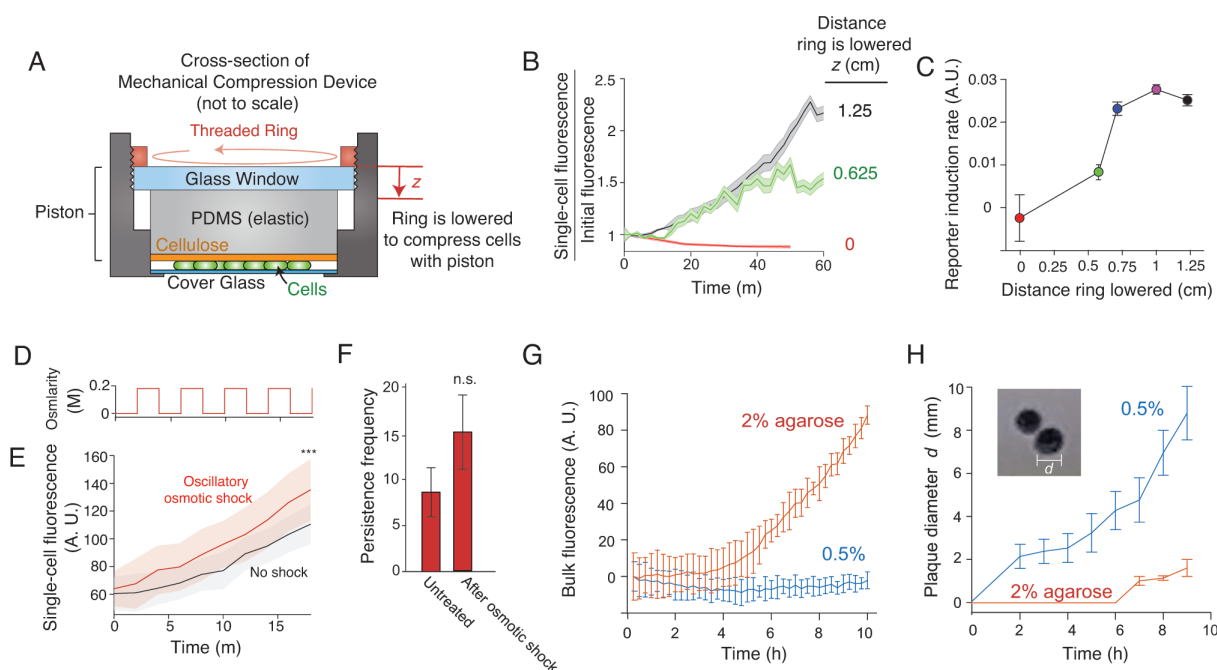 A
Cross-section of
Mechanical Compression Device
(not to scale)
Threaded Ring
Glass Window
z
Piston
PDMS (elastic)
Ring is lowered
to compress cells
with piston
Cellulose
Cover Glass
Cells
B
Distance
ring is lowered
z (cm)
Single-cell fluorescence
Initial fluorescence
2.5
2
1.5
1
1.25
0.625
0
0
20
40
60
Time (m)
C
Reporter induction rate (A.U.)
0.03
0.02
0.01
0
0
0.25
0.5
0.75
1
1.25
Distance ring lowered (cm)
D
Osmlarity
(M)
0.2
0
0
5
10
15
E
Single-cell fluorescence
(A. U.)
160
140
120
100
80
60
***
Oscillatory
osmotic shock
No shock
0
5
10
15
Time (m)
F
Persistence frequency
20
15
10
5
0
n.s.
Untreated
After osmotic shock
G
Bulk fluorescence (A. U.)
100
80
60
40
20
0
2% agarose
0.5%
0
2
4
6
8
10
Time (h)
H
Plaque diameter d (mm)
10
8
6
4
2
0
d
0.5%
2% agarose
0
2
4
6
8
10
Time (h)